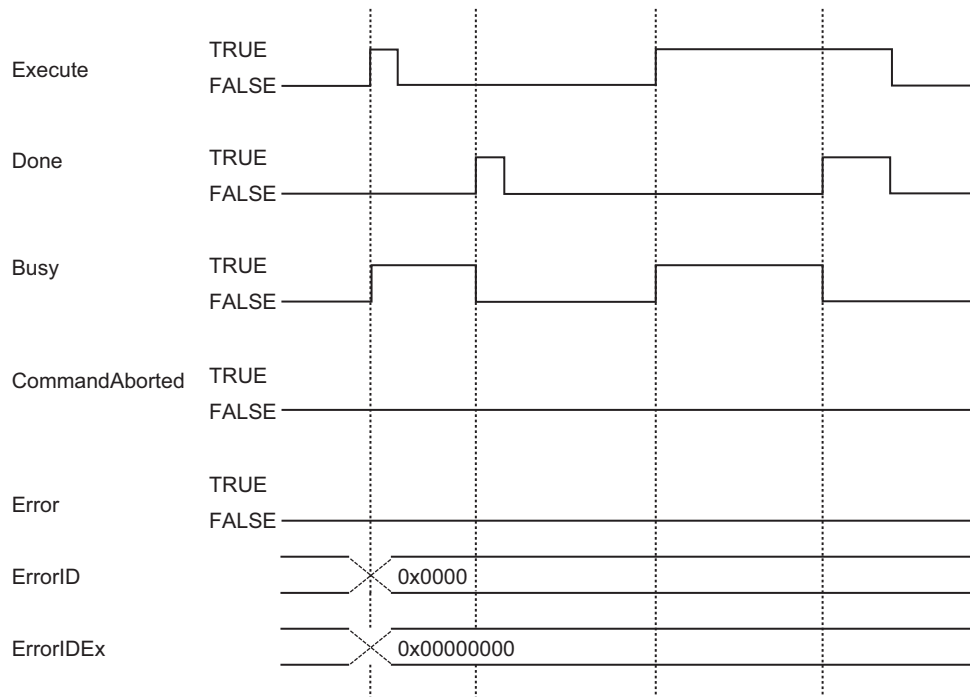 Execute
TRUE
FALSE
Done
TRUE
FALSE
Busy
TRUE
FALSE
CommandAborted
TRUE
FALSE
Error
TRUE
FALSE
ErrorID
0x0000
ErrorIDEx
0x00000000